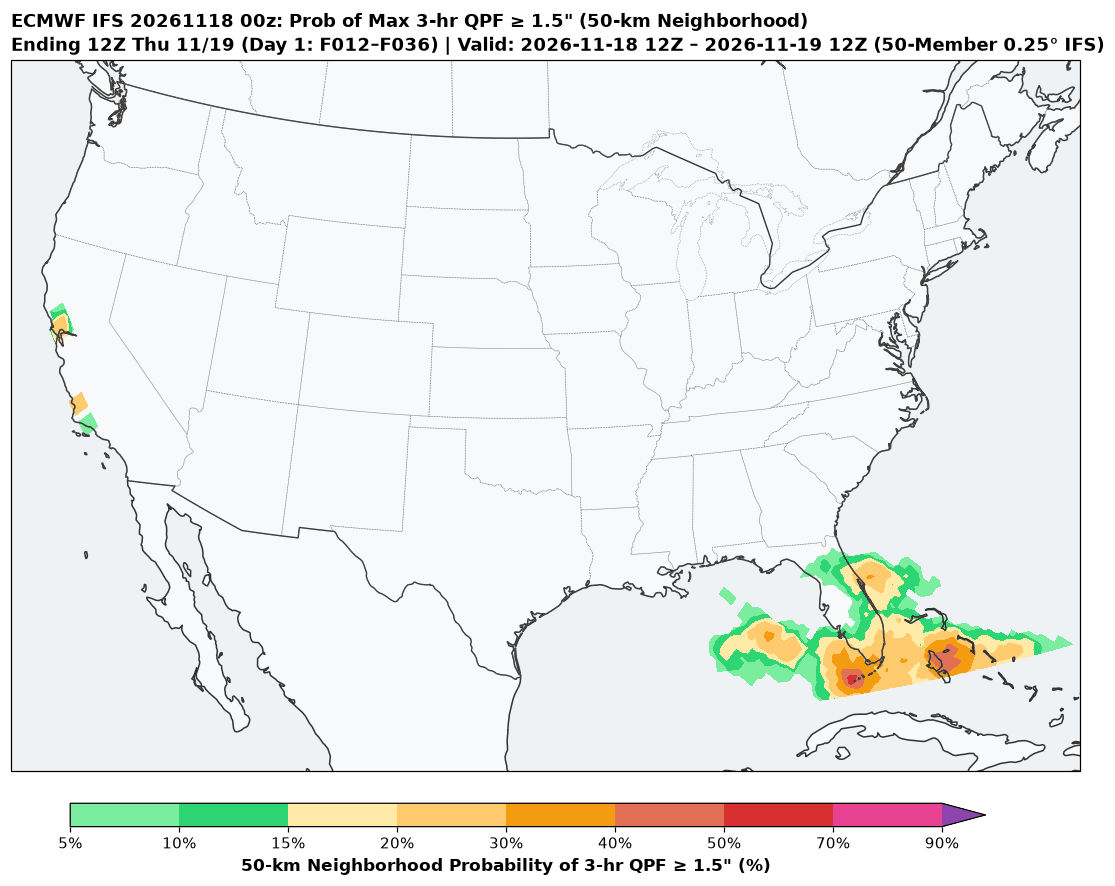 ECMWF IFS 20261118 00z: Prob of Max 3-hr QPF ≥ 1.5" (50-km Neighborhood)
Ending 12Z Thu 11/19 (Day 1: F012–F036) | Valid: 2026-11-18 12Z – 2026-11-19 12Z (50-Member 0.25° IFS)
5% 10% 15% 20% 30% 40% 50% 70% 90%
50-km Neighborhood Probability of 3-hr QPF ≥ 1.5" (%)